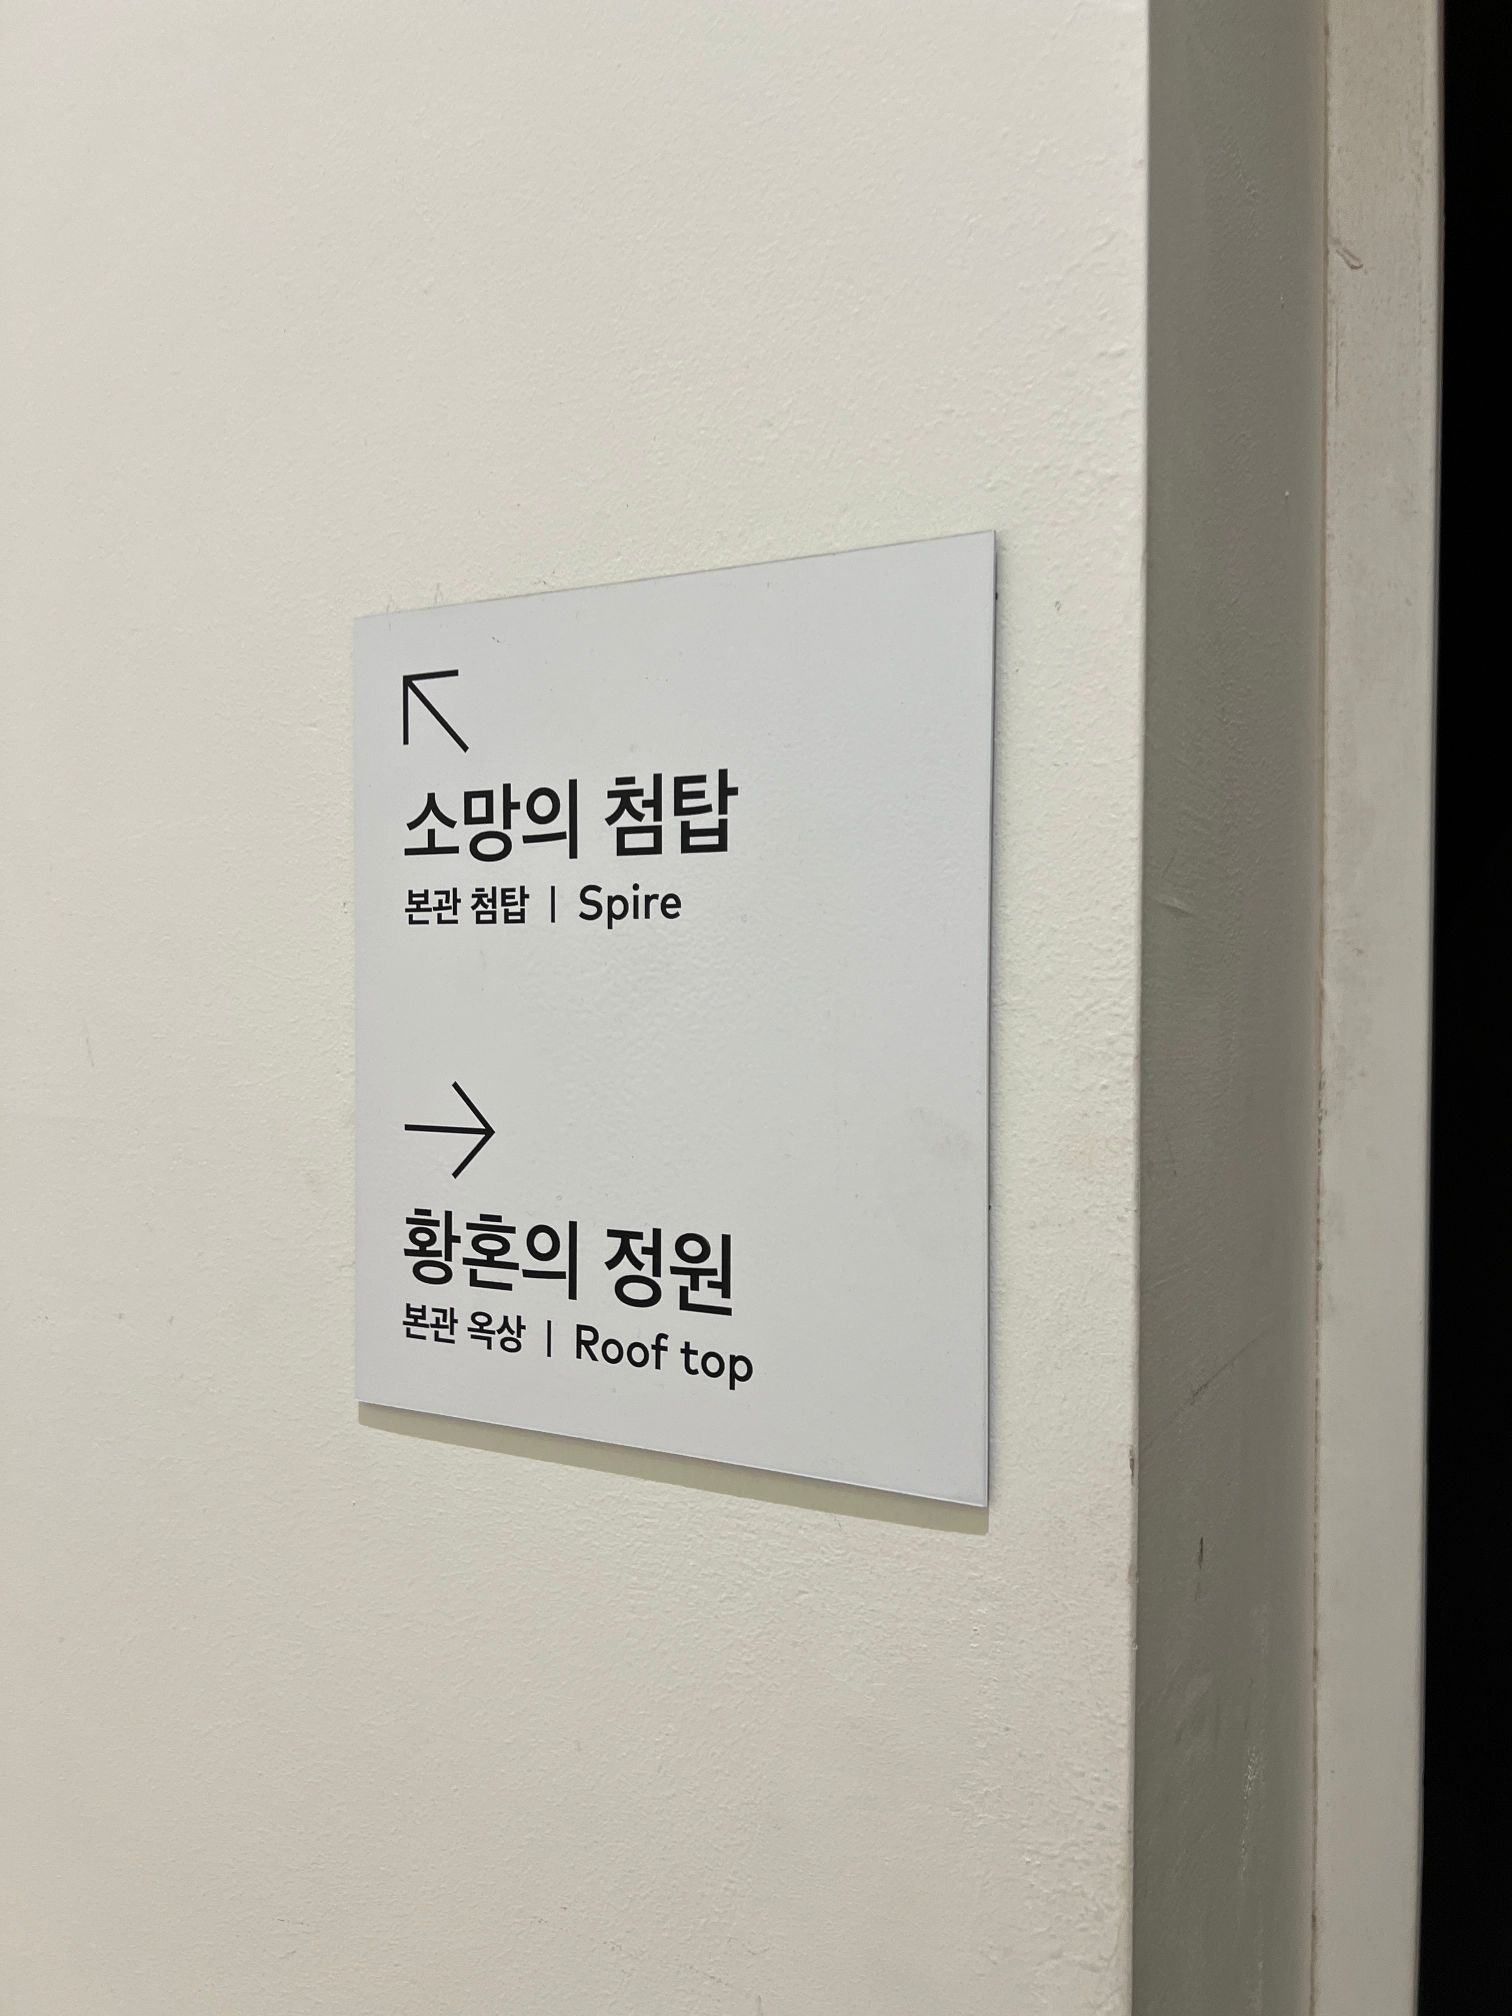 소망의 첨탑
본관 첨탑 | Spire
황혼의 정원
본관 옥상 | Roof top